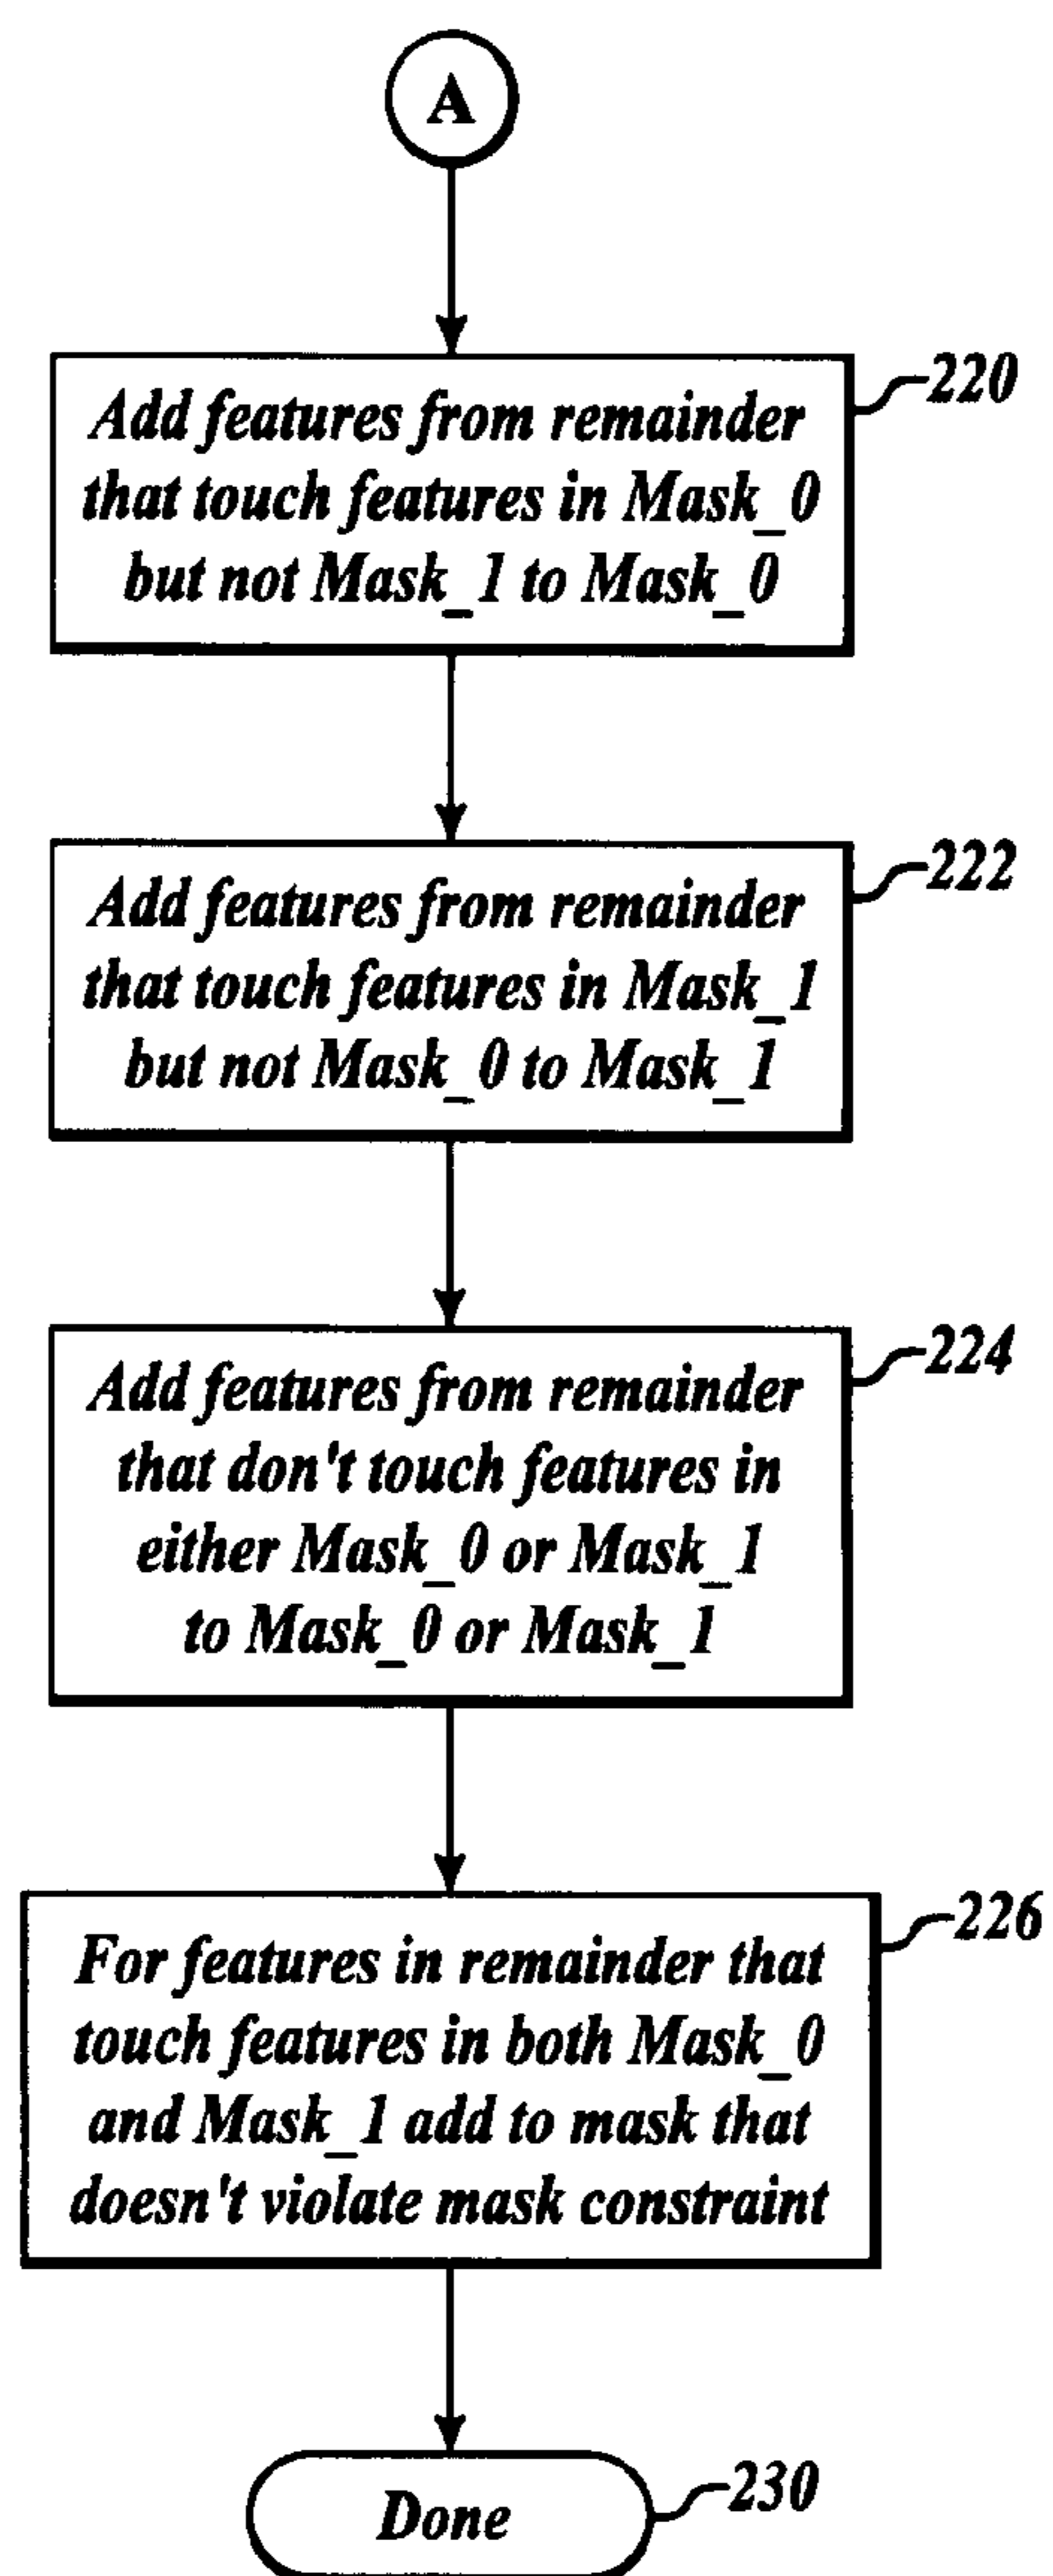 A
Add features from remainder
that touch features in Mask_0
but not Mask_1 to Mask_0
220
Add features from remainder
that touch features in Mask_1
but not Mask_0 to Mask_1
222
Add features from remainder
that don't touch features in
either Mask_0 or Mask_1
to Mask_0 or Mask_1
224
For features in remainder that
touch features in both Mask_0
and Mask_1 add to mask that
doesn't violate mask constraint
226
Done
230